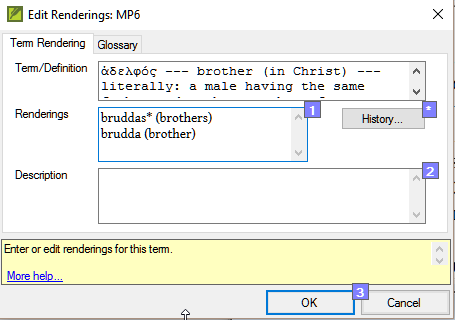 Edit Renderings: MP6
Term Rendering
Glossary
Term/Definition
ἀδελφός --- brother (in Christ) ---
literally: a male having the same
Renderings
1
*
bruddas* (brothers)
brudda (brother)
History...
Description
2
Enter or edit renderings for this term.
More help...
3
OK
Cancel